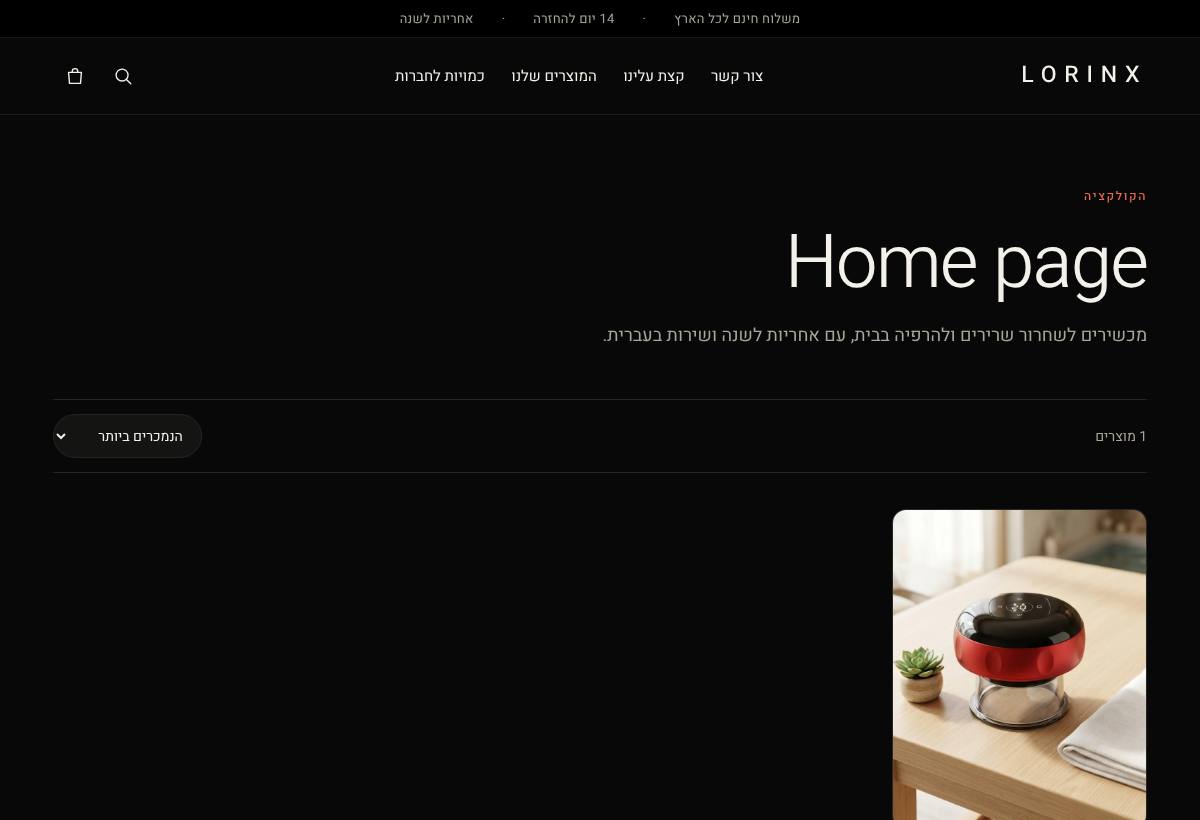 משלוח חינם לכל הארץ · 14 יום להחזרה · אחריות לשנה
LORINX
צור קשר קצת עלינו המוצרים שלנו כמויות לחברות
הקולקציה
Home page
מכשירים לשחרור שרירים ולהרפיה בבית, עם אחריות לשנה ושירות בעברית.
1 מוצרים
הנמכרים ביותר